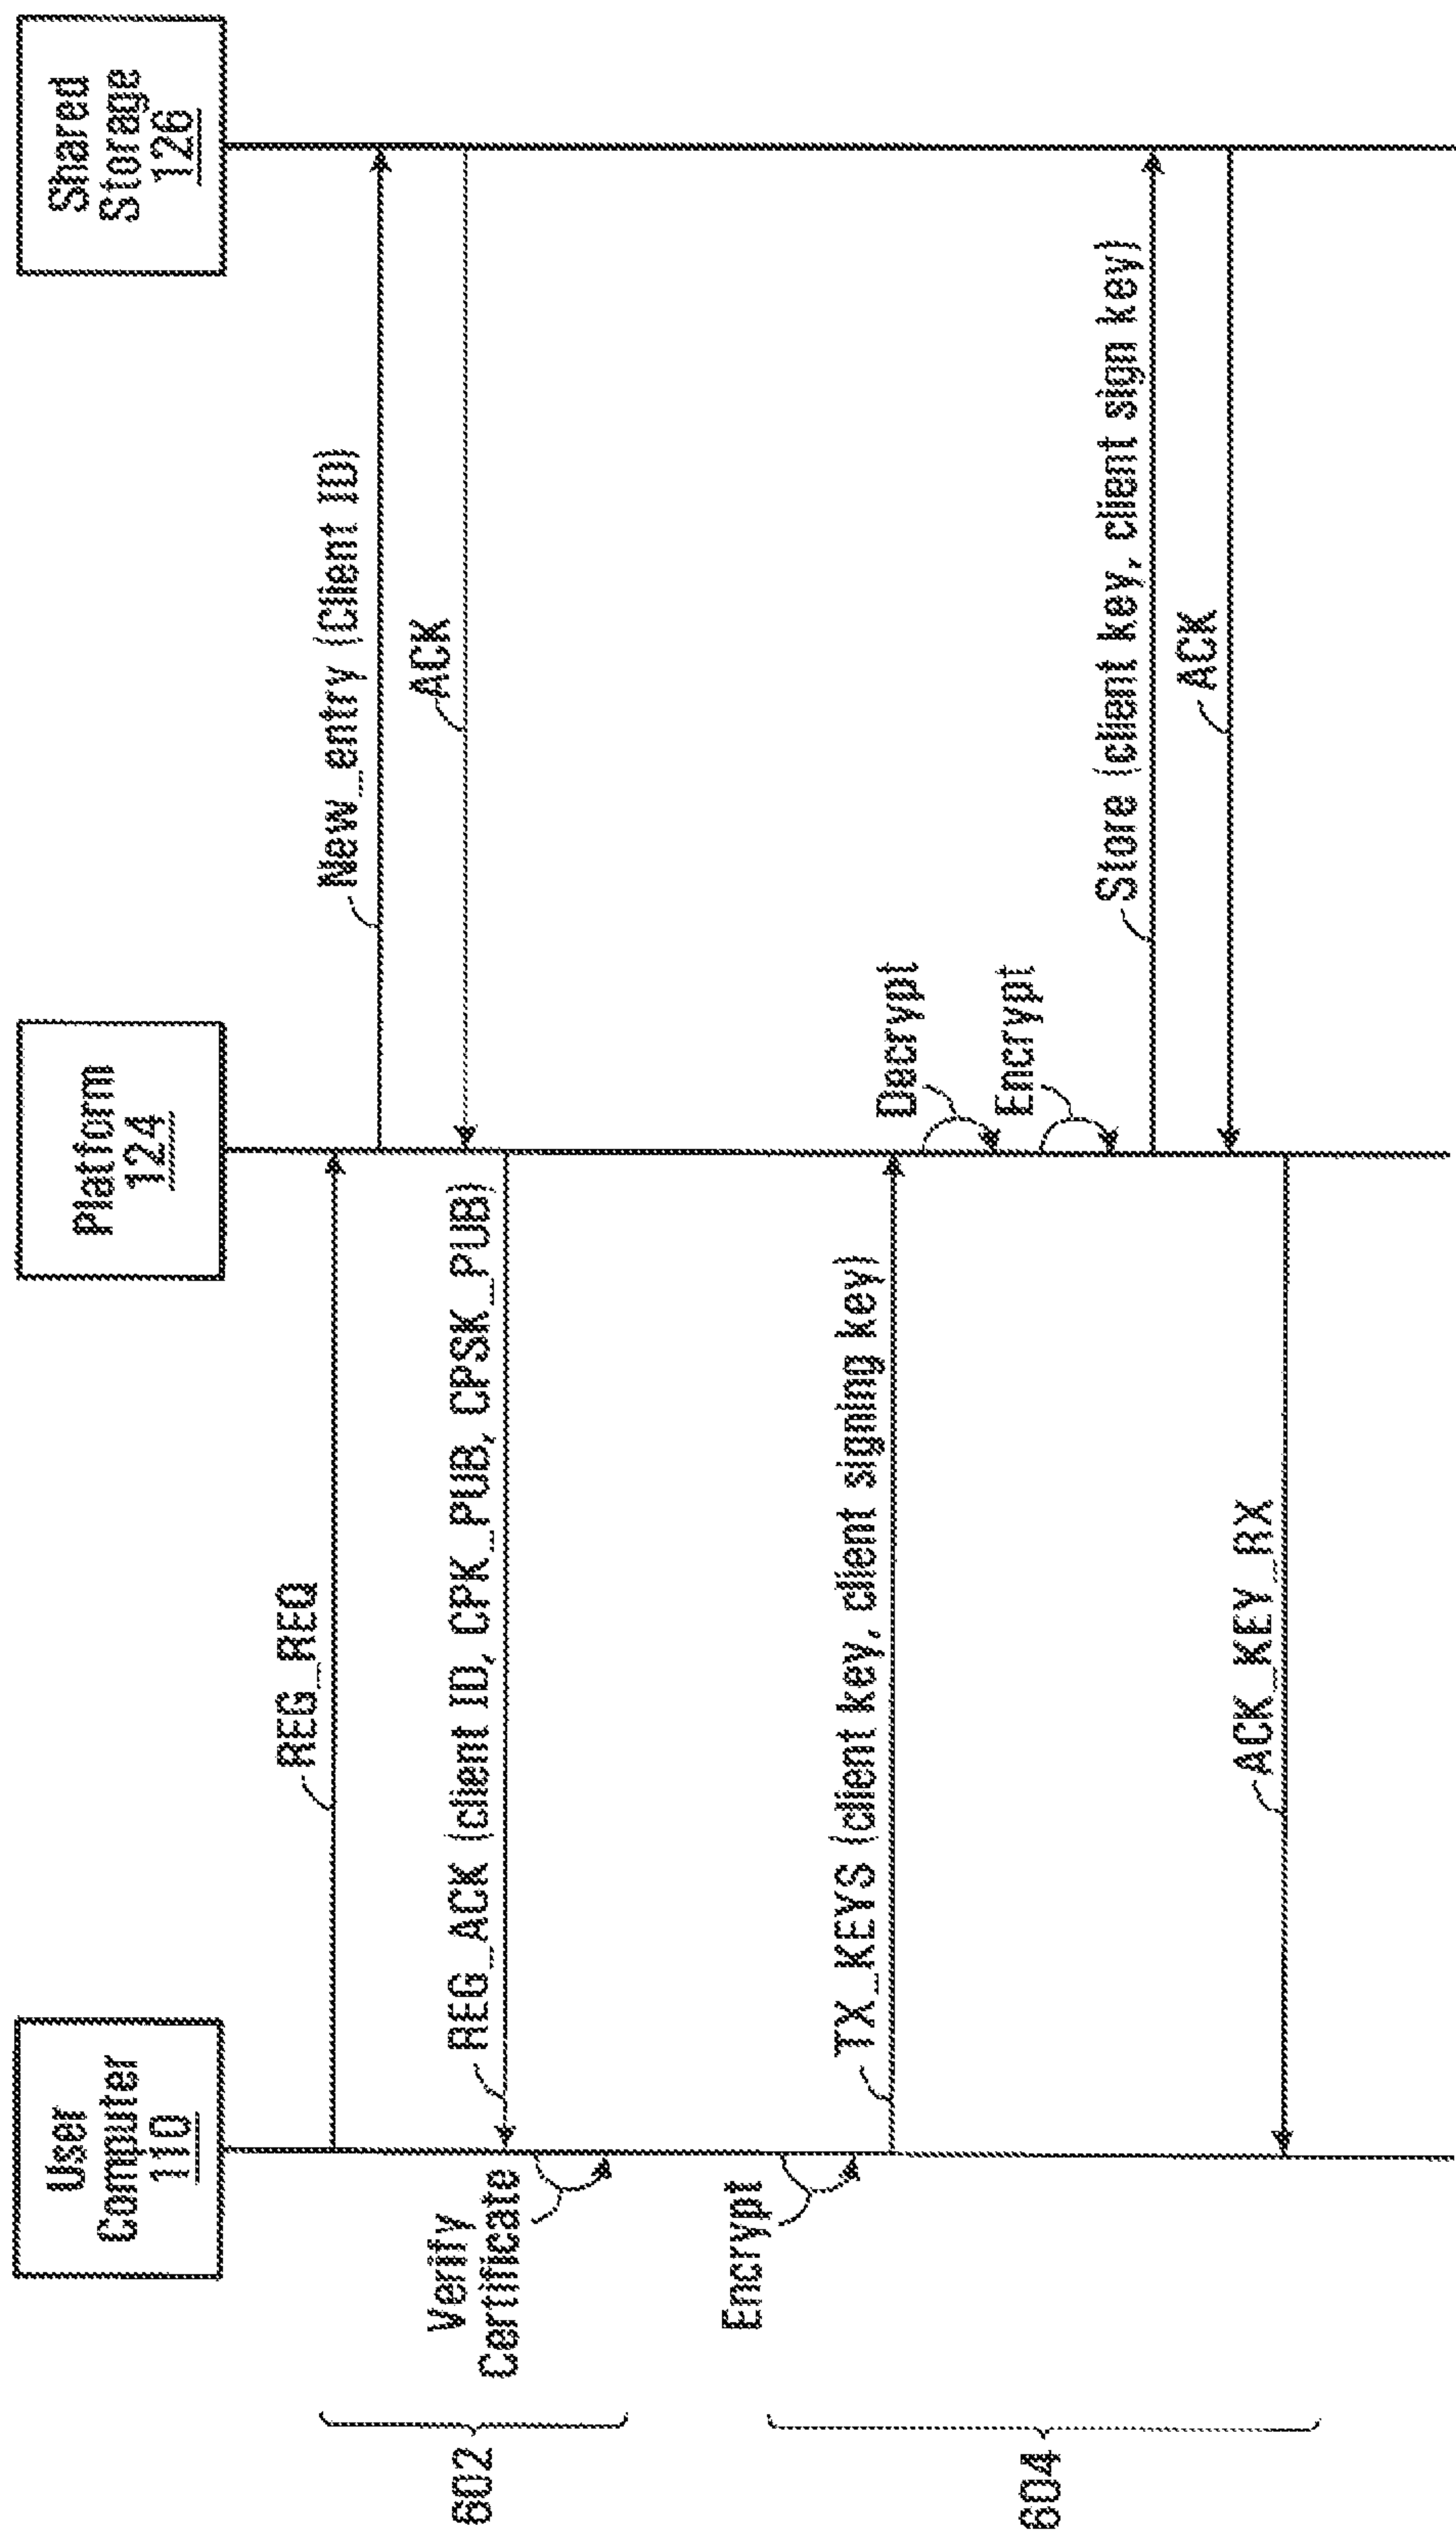 User
Computer
110
Platform
124
Shared
Storage
126
REG_REQ
New_entry (Client ID)
ACK
REG_ACK (client ID, CPK_PUB, CPSK_PUB)
Verify
Certificate
602
Encrypt
TX_KEYS (client key, client signing key)
Decrypt
Encrypt
Store (client key, client sign key)
ACK
ACK_KEY_RX
604